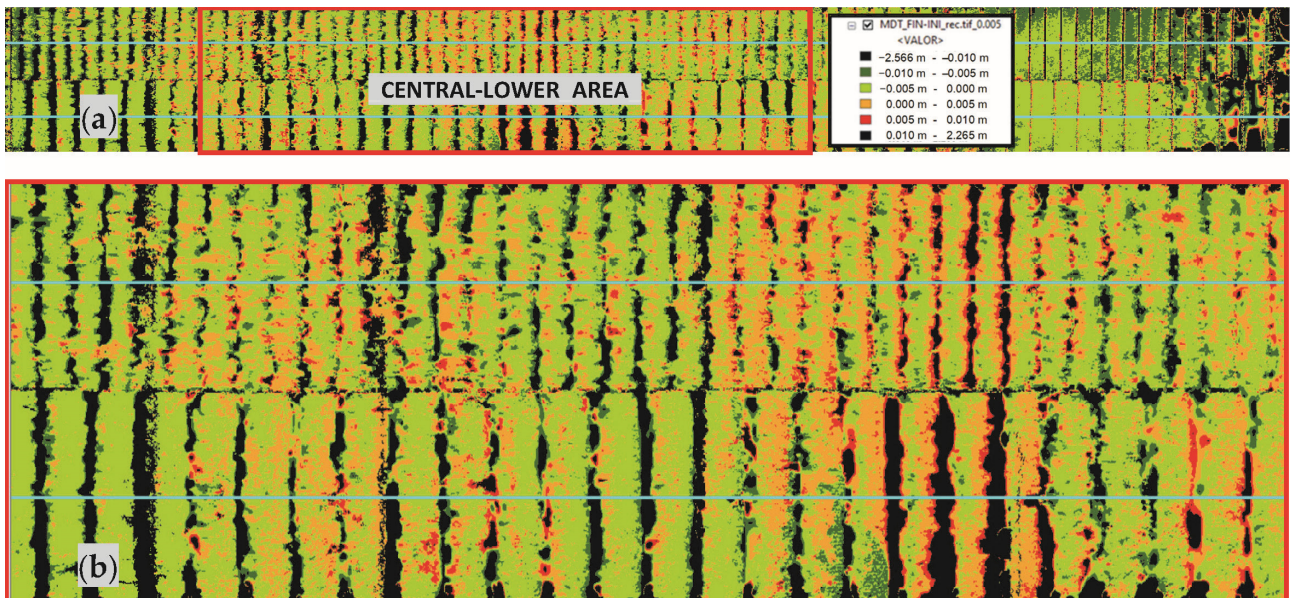 MDT_FIN-INI_rec.tif_0.005
<VALOR>
−2.566 m - −0.010 m
−0.010 m - −0.005 m
−0.005 m - 0.000 m
0.000 m - 0.005 m
0.005 m - 0.010 m
0.010 m - 2.265 m
CENTRAL-LOWER AREA
(a)
(b)